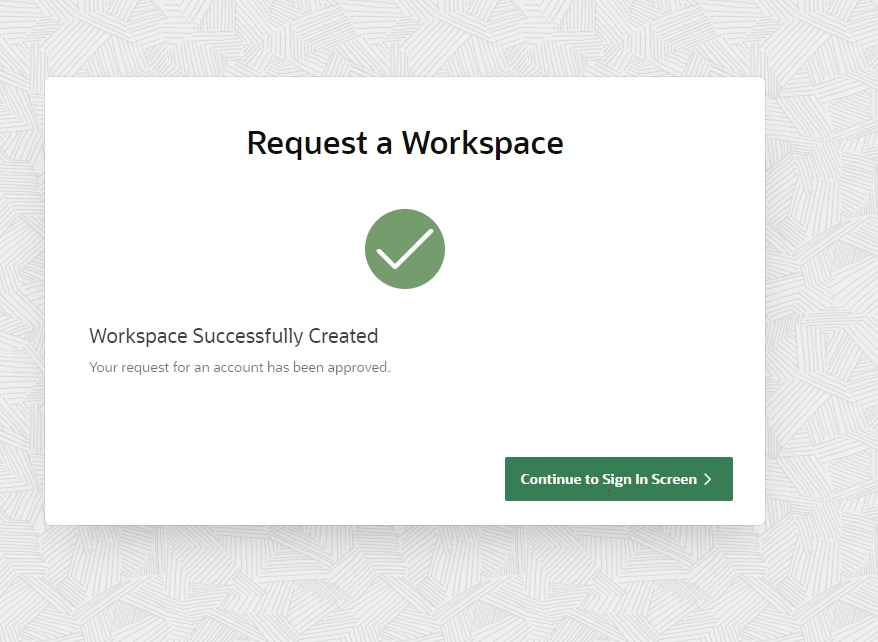 Request a Workspace
Workspace Successfully Created
Your request for an account has been approved.
Continue to Sign In Screen